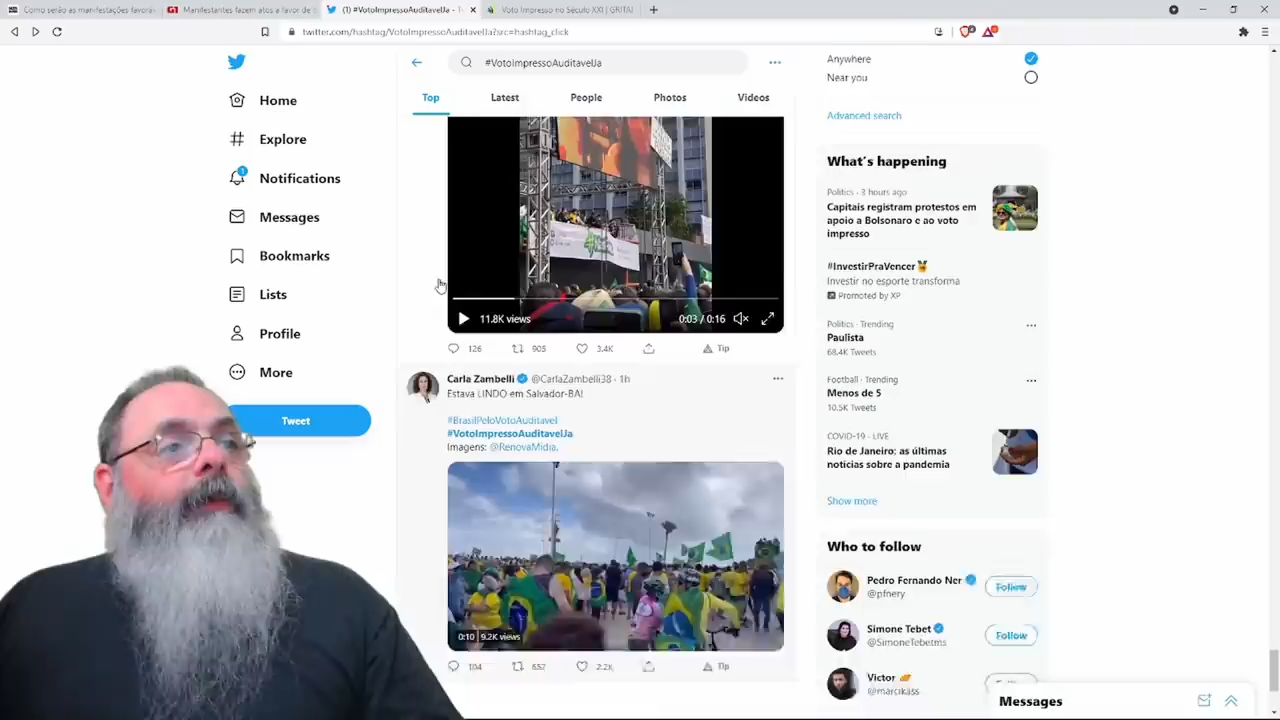 Como serão as manifestações favorá
G1 Manifestantes fazem atos a favor de
(1) #VotoImpressoAuditavelJa - Tw
Voto Impresso no Século XXI | GRITA!
twitter.com/hashtag/VotoImpressoAuditavelJa?src=hashtag_click
#VotoImpressoAuditavelJa
Top
Latest
People
Photos
Videos
Home
Explore
1
Notifications
Messages
Bookmarks
Lists
Profile
More
Tweet
11.8K views
0:03 / 0:16
126
905
3.4K
Tip
Carla Zambelli @CarlaZambelli38 · 1h
Estava LINDO em Salvador-BA!
#BrasilPeloVotoAuditavel
#VotoImpressoAuditavelJa
Imagens: @RenovaMidia.
0:10 9.2K views
104
652
2.2K
Tip
Anywhere
Near you
Advanced search
What's happening
Politics · 3 hours ago
Capitais registram protestos em
apoio a Bolsonaro e ao voto
impresso
#InvestirPraVencer
Investir no esporte transforma
Promoted by XP
Politics · Trending
Paulista
68.4K Tweets
Football · Trending
Menos de 5
10.5K Tweets
COVID-19 · LIVE
Rio de Janeiro: as últimas
notícias sobre a pandemia
Show more
Who to follow
Pedro Fernando Ner
@pfnery
Follow
Simone Tebet
@SimoneTebetms
Follow
Victor
@marcikass
Messages